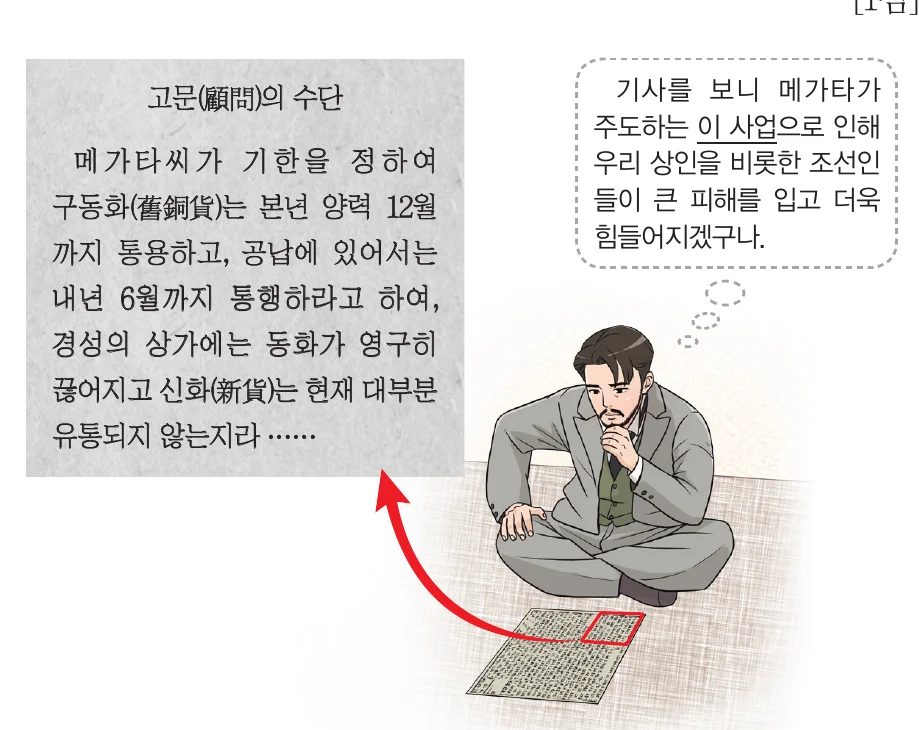 [1점]
고문(顧問)의 수단
메가타씨가 기한을 정하여
구동화(舊銅貨)는 본년 양력 12월
까지 통용하고, 공납에 있어서는
내년 6월까지 통행하라고 하여,
경성의 상가에는 동화가 영구히
끊어지고 신화(新貨)는 현재 대부분
유통되지 않는지라 ······
기사를 보니 메가타가
주도하는 이 사업으로 인해
우리 상인을 비롯한 조선인
들이 큰 피해를 입고 더욱
힘들어지겠구나.